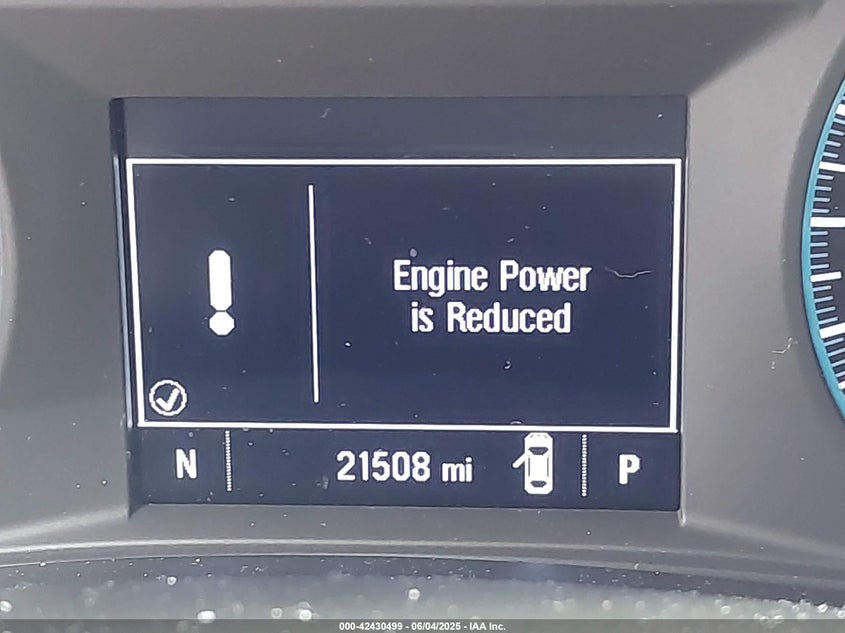 Engine Power
is Reduced
N 21508 mi P
000-42430499 - 06/04/2025 - IAA Inc.